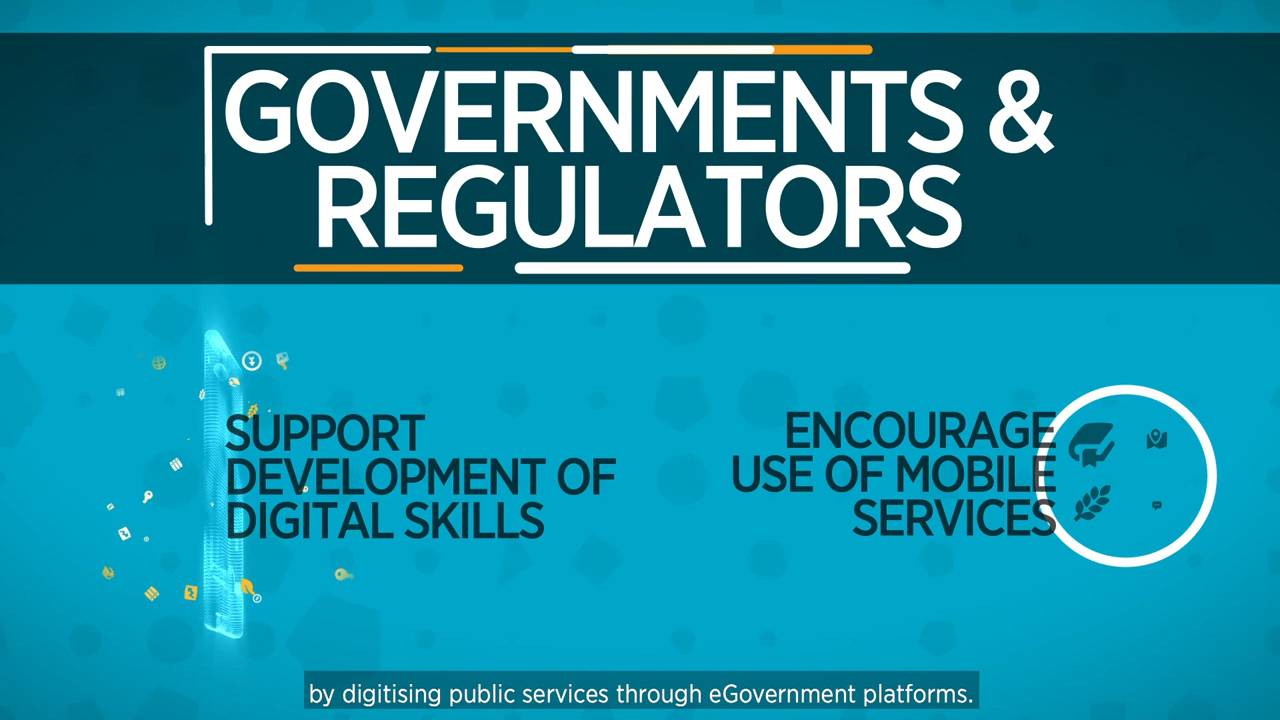 GOVERNMENTS &
REGULATORS
SUPPORT
DEVELOPMENT OF
DIGITAL SKILLS
ENCOURAGE
USE OF MOBILE
SERVICES
by digitising public services through eGovernment platforms.